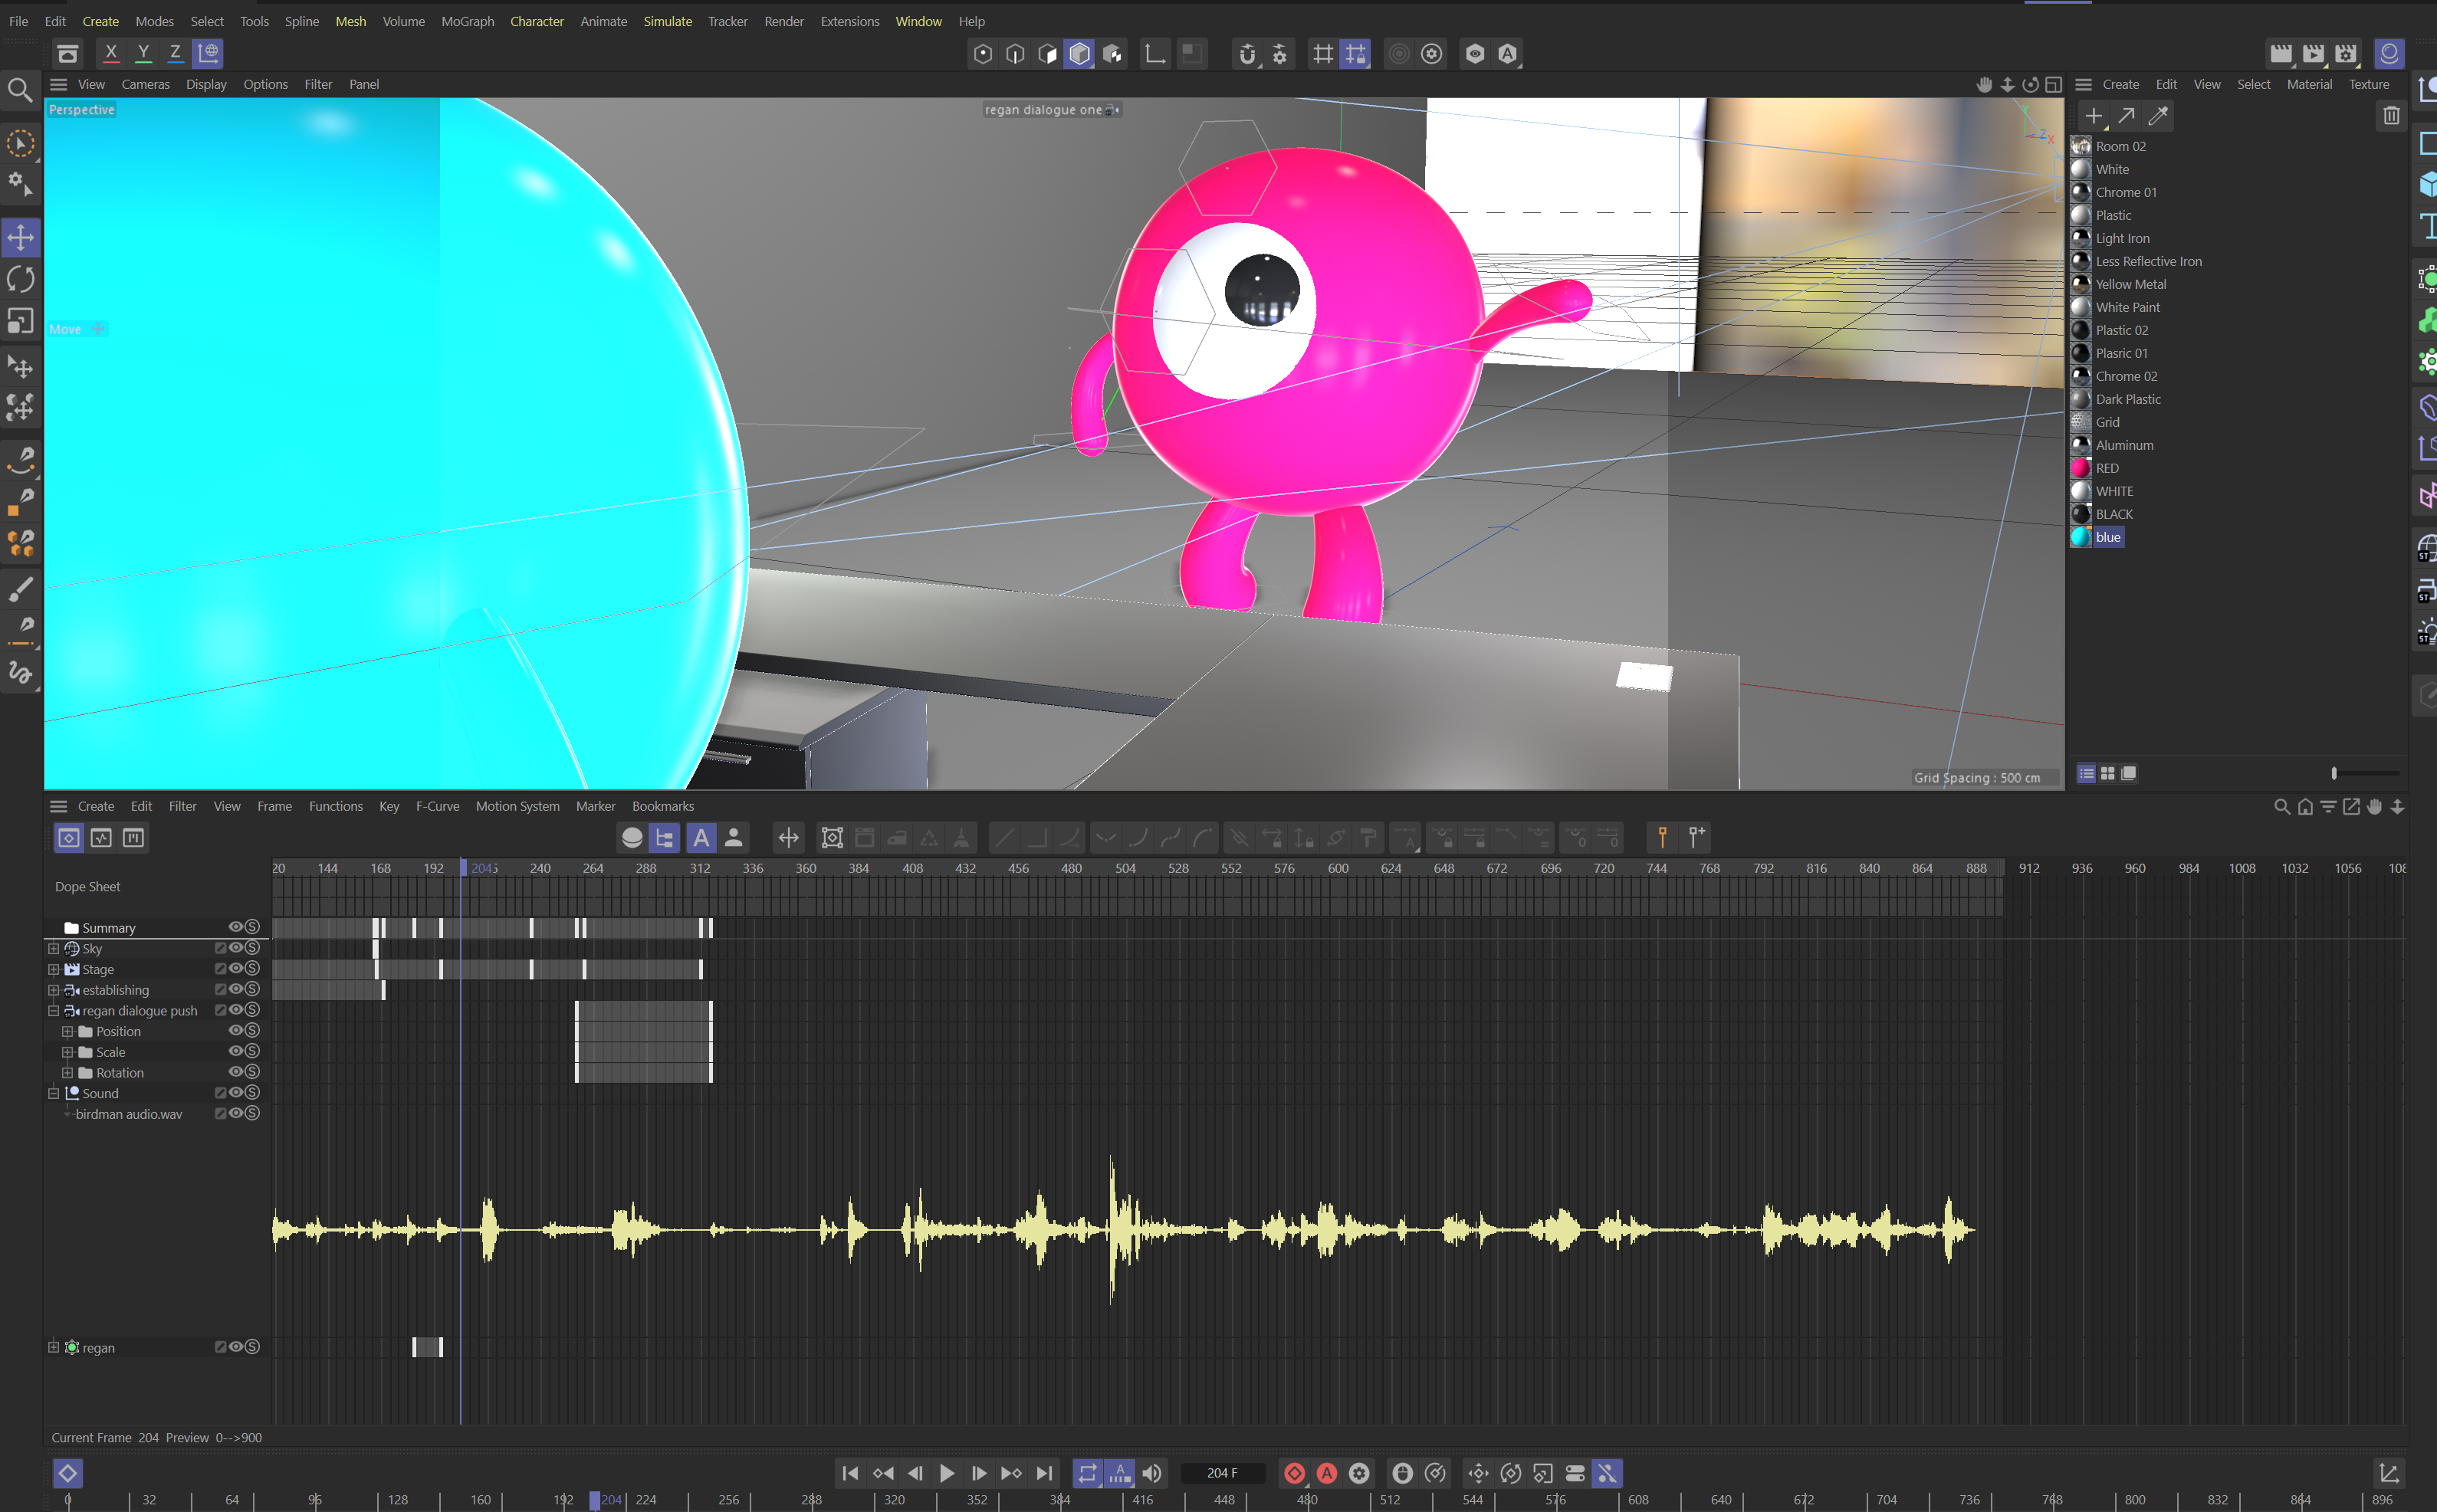 File Edit Create Modes Select Tools Spline Mesh Volume MoGraph Character Animate Simulate Tracker Render Extensions Window Help
X Y Z
View Cameras Display Options Filter Panel
Create Edit View Select Material Texture
Perspective
regan dialogue one
Y
Z
X
Move
Grid Spacing : 500 cm
Room 02
White
Chrome 01
Plastic
Light Iron
Less Reflective Iron
Yellow Metal
White Paint
Plastic 02
Plasric 01
Chrome 02
Dark Plastic
Grid
Aluminum
RED
WHITE
BLACK
blue
ST
ST
ST
Create Edit Filter View Frame Functions Key F-Curve Motion System Marker Bookmarks
20 144 168 192 204 240 264 288 312 336 360 384 408 432 456 480 504 528 552 576 600 624 648 672 696 720 744 768 792 816 840 864 888 912 936 960 984 1008 1032 1056
Dope Sheet
Summary
Sky
Stage
establishing
regan dialogue push
Position
Scale
Rotation
Sound
birdman audio.wav
regan
Current Frame 204 Preview 0-->900
204 F
0 32 64 96 128 160 192 204 224 256 288 320 352 384 416 448 480 512 544 576 608 640 672 704 736 768 800 832 864 896